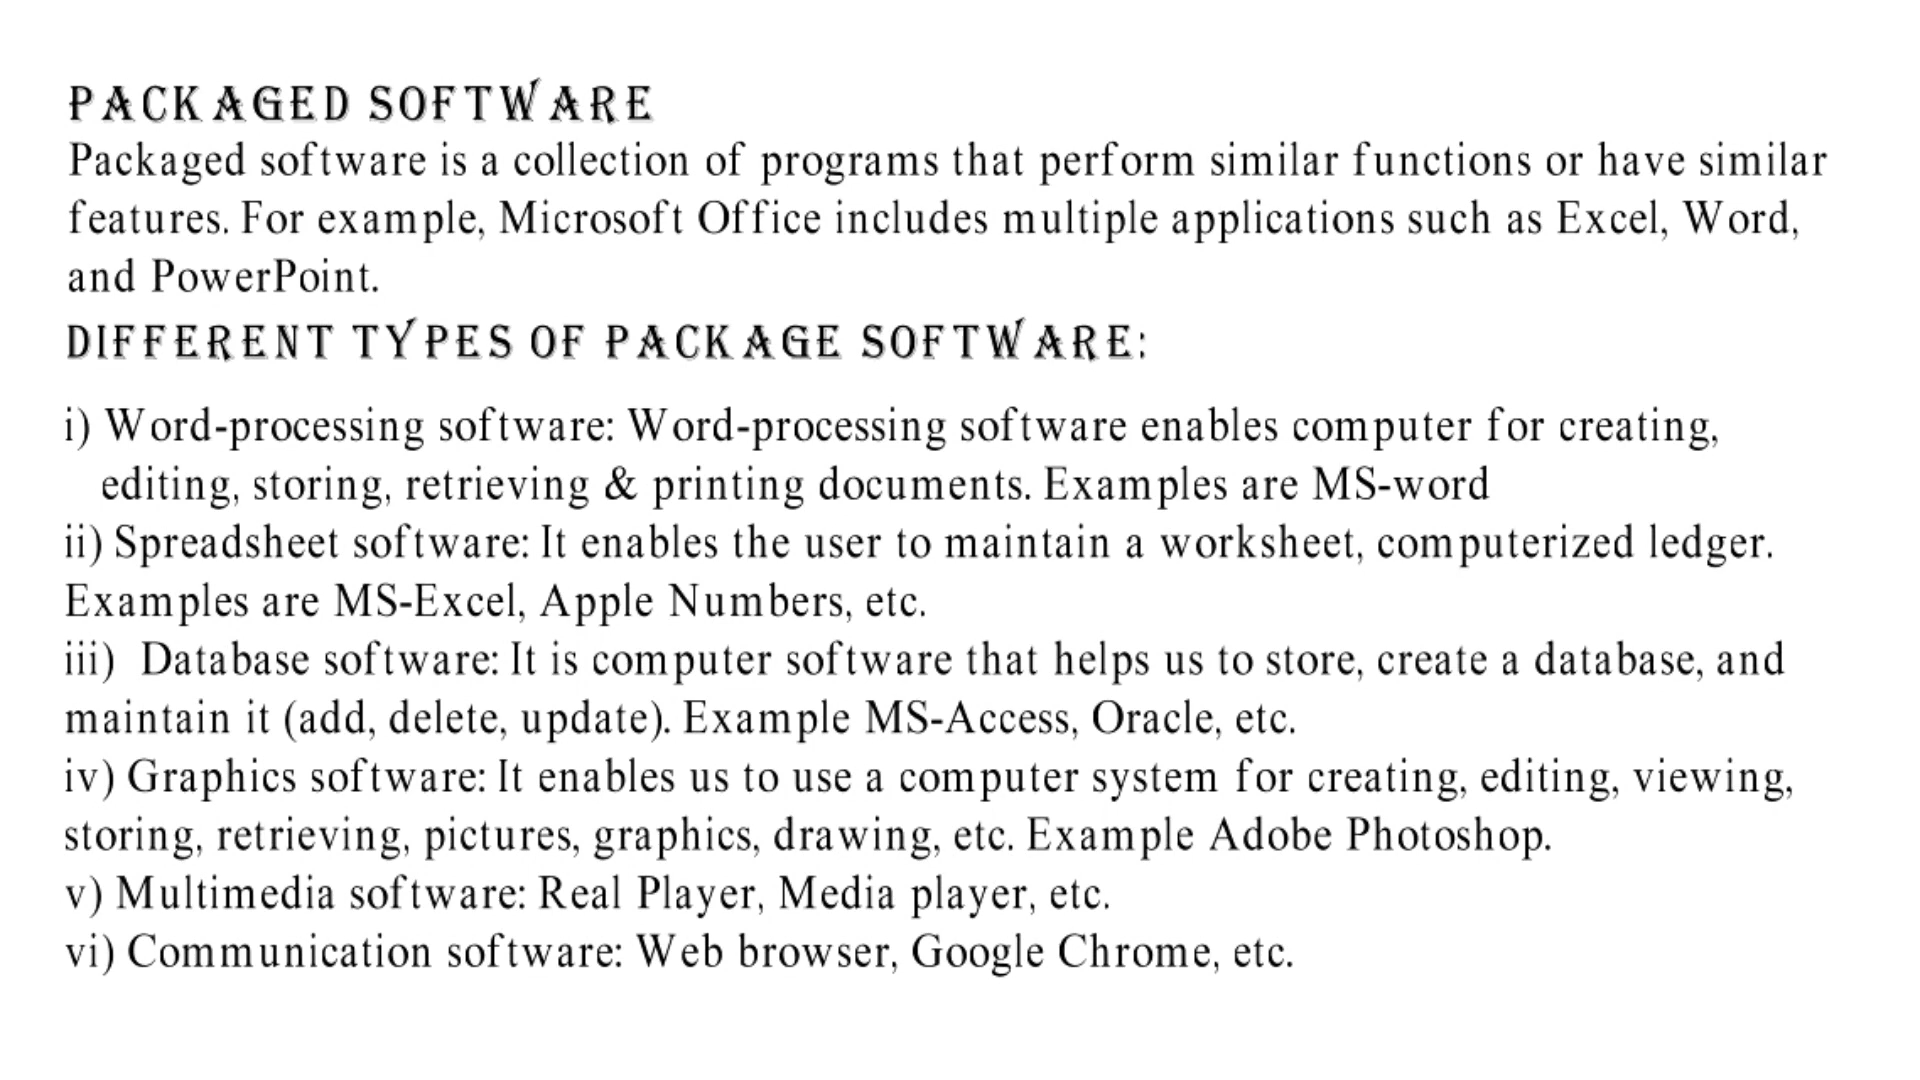 PACKAGED SOFTWARE
Packaged software is a collection of programs that perform similar functions or have similar
features. For example, Microsoft Office includes multiple applications such as Excel, Word,
and PowerPoint.
DIFFERENT TYPES OF PACKAGE SOFTWARE:
i) Word-processing software: Word-processing software enables computer for creating,
editing, storing, retrieving & printing documents. Examples are MS-word
ii) Spreadsheet software: It enables the user to maintain a worksheet, computerized ledger.
Examples are MS-Excel, Apple Numbers, etc.
iii) Database software: It is computer software that helps us to store, create a database, and
maintain it (add, delete, update). Example MS-Access, Oracle, etc.
iv) Graphics software: It enables us to use a computer system for creating, editing, viewing,
storing, retrieving, pictures, graphics, drawing, etc. Example Adobe Photoshop.
v) Multimedia software: Real Player, Media player, etc.
vi) Communication software: Web browser, Google Chrome, etc.